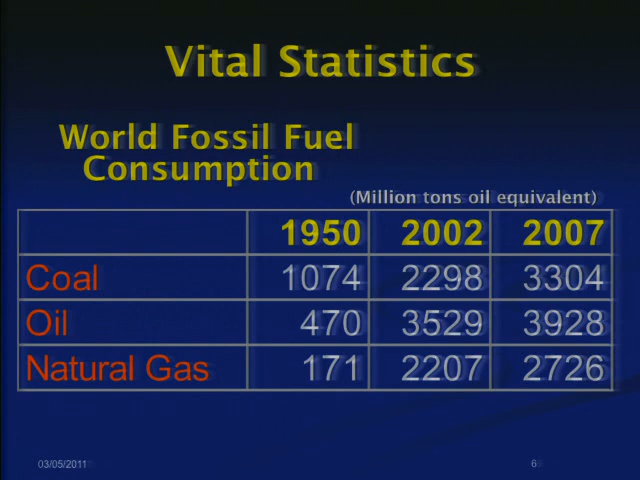 Vital Statistics
World Fossil Fuel
Consumption
(Million tons oil equivalent)
1950 2002 2007
Coal 1074 2298 3304
Oil 470 3529 3928
Natural Gas 171 2207 2726
03/05/2011 6